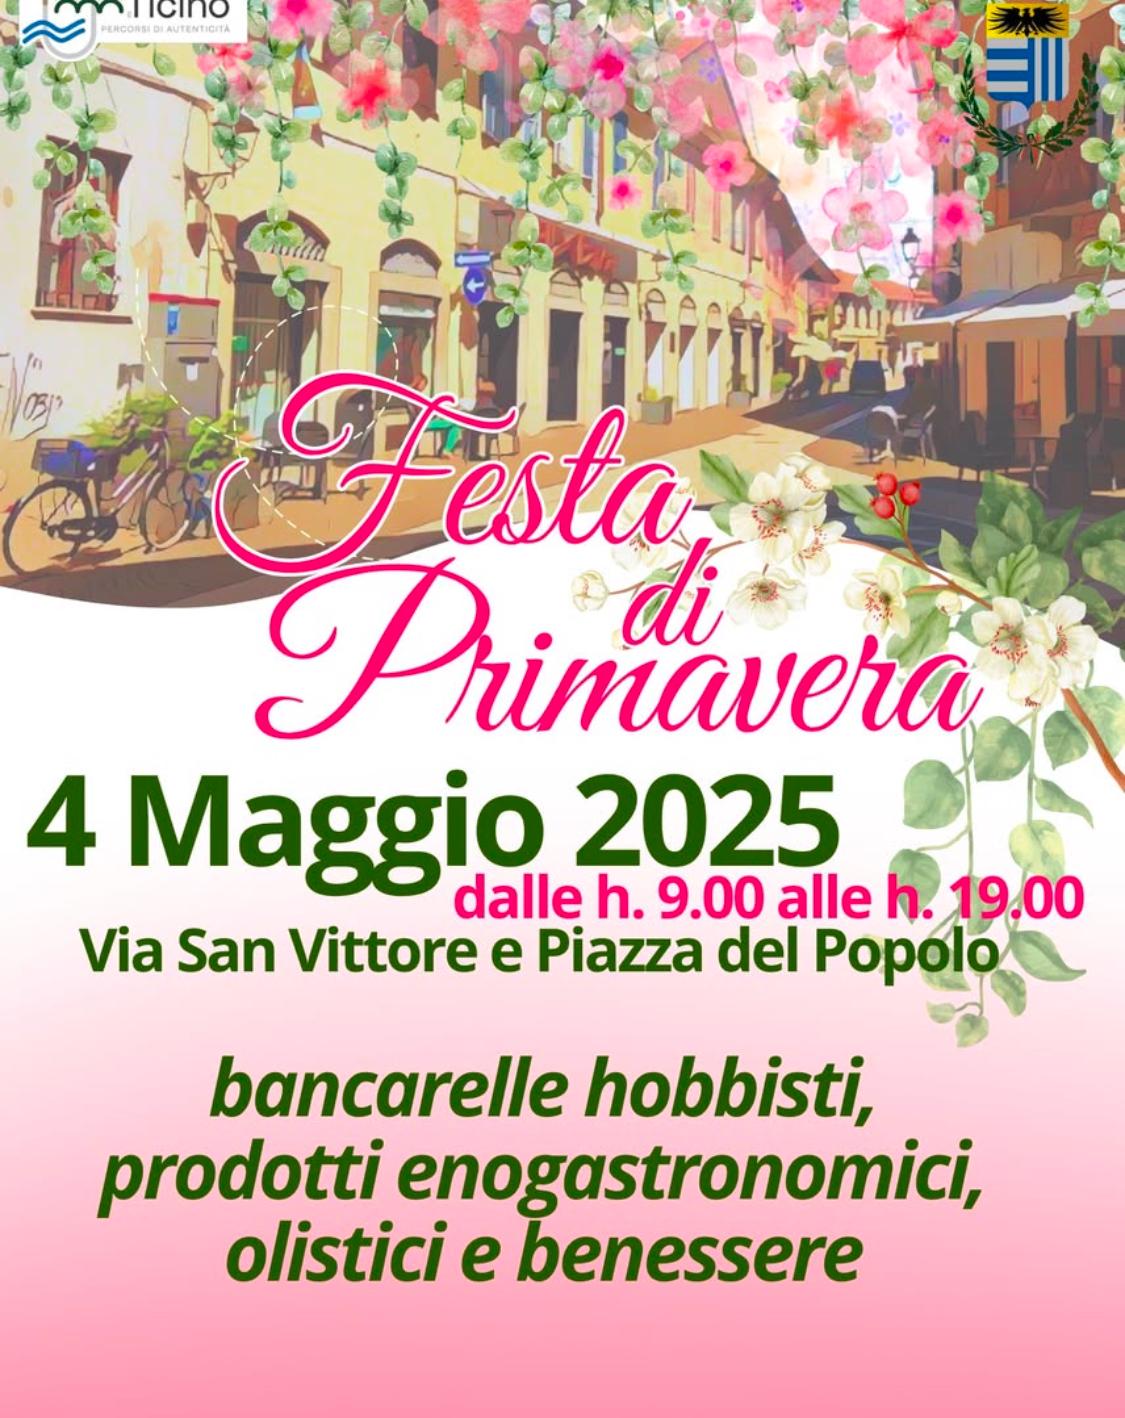 Ticino
PERCORSI DI AUTENTICITÀ
Festa
di
Primavera
4 Maggio 2025
dalle h. 9.00 alle h. 19.00
Via San Vittore e Piazza del Popolo
bancarelle hobbisti,
prodotti enogastronomici,
olistici e benessere